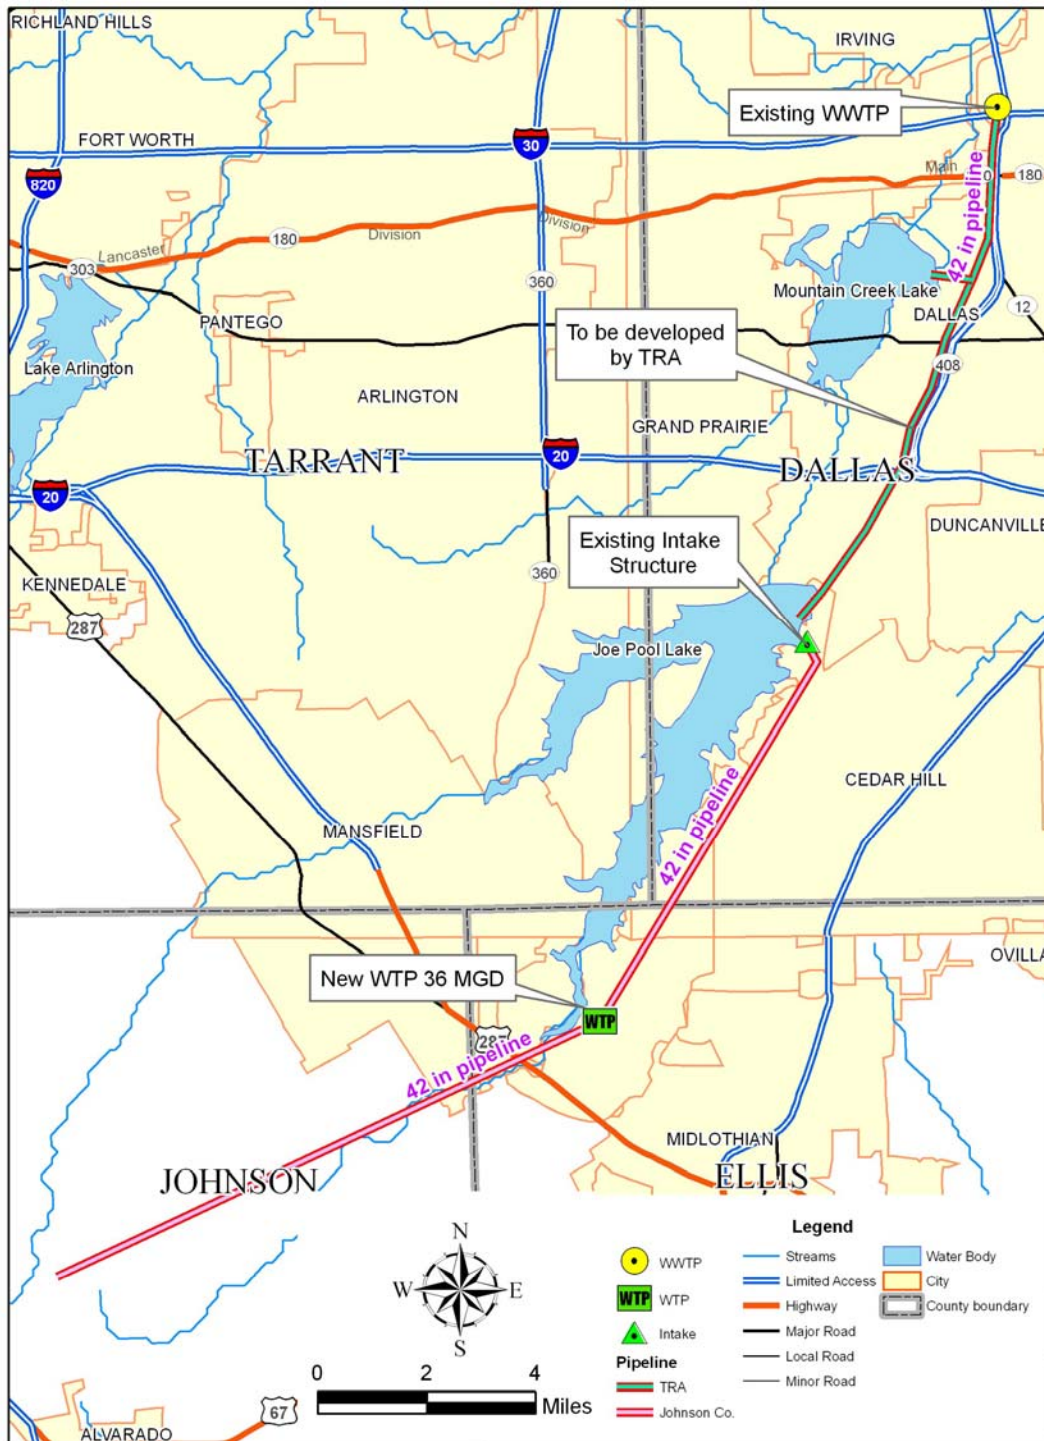 RICHLAND HILLS
IRVING
Existing WWTP
FORT WORTH
30
820
Main
180
42 in pipeline
Lancaster
180
Division
Division
303
360
Mountain Creek Lake
DALLAS
12
PANTEGO
To be developed
by TRA
Lake Arlington
408
ARLINGTON
GRAND PRAIRIE
TARRANT
20
DALLAS
20
DUNCANVILLE
Existing Intake
Structure
360
KENNEDALE
287
Joe Pool Lake
CEDAR HILL
42 in pipeline
MANSFIELD
OVILLA
New WTP 36 MGD
WTP
287
42 in pipeline
MIDLOTHIAN
JOHNSON
ELLIS
N
W
E
S
0 2 4
Miles
67
ALVARADO
Legend
WWTP
WTP
WTP
Intake
Pipeline
TRA
Johnson Co.
Streams
Limited Access
Highway
Major Road
Local Road
Minor Road
Water Body
City
County boundary